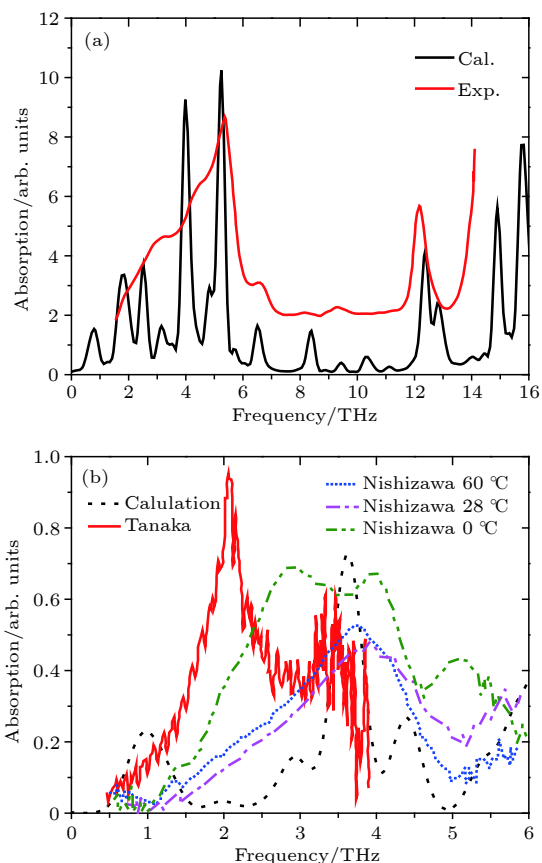 (a)
Cal.
Exp.
12
10
8
6
4
2
0
Absorption/arb. units
0 2 4 6 8 10 12 14 16
Frequency/THz
(b)
Calulation
Tanaka
Nishizawa 60 ℃
Nishizawa 28 ℃
Nishizawa 0 ℃
1.0
0.8
0.6
0.4
0.2
0
Absorption/arb. units
0 1 2 3 4 5 6
Frequency/THz